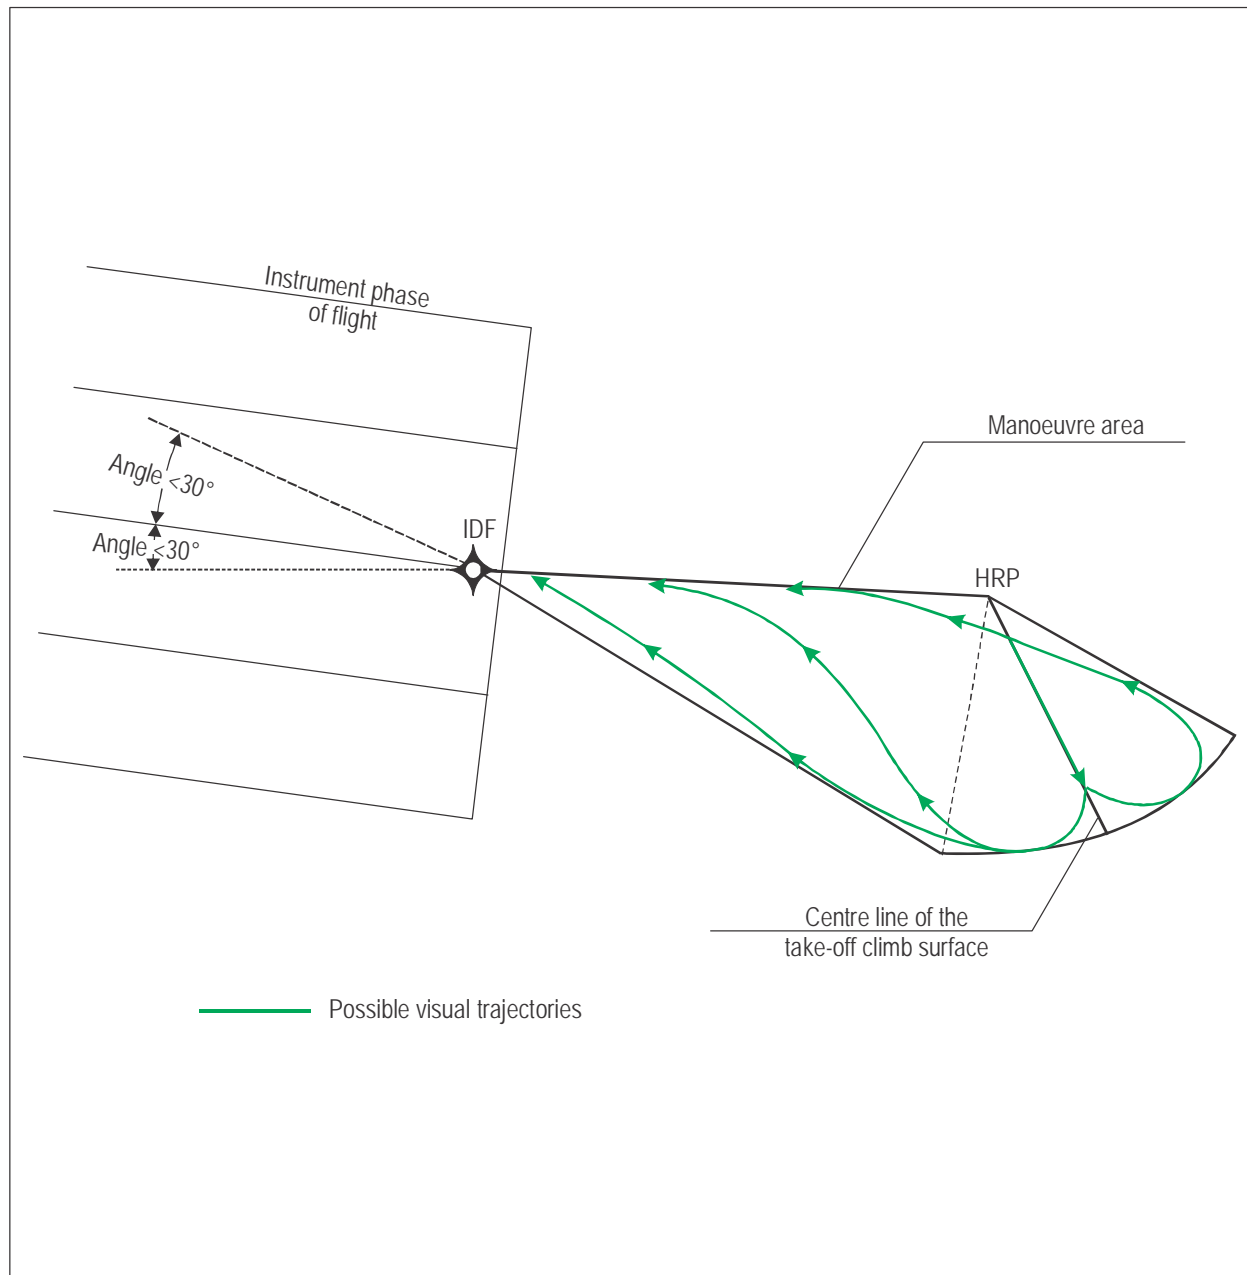 Instrument phase
of flight
Angle <30°
Angle <30°
IDF
Manoeuvre area
HRP
Centre line of the
take-off climb surface
Possible visual trajectories